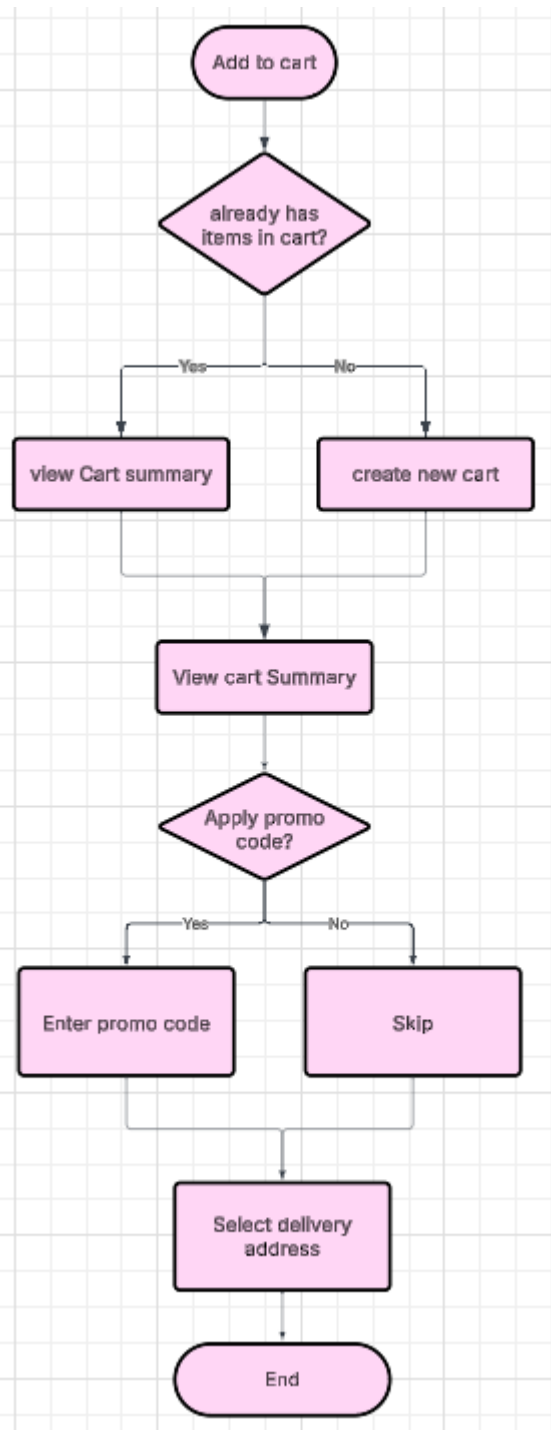 Add to cart
already has
items in cart?
Yes
No
view Cart summary
create new cart
View cart Summary
Apply promo
code?
Yes
No
Enter promo code
Skip
Select delivery
address
End